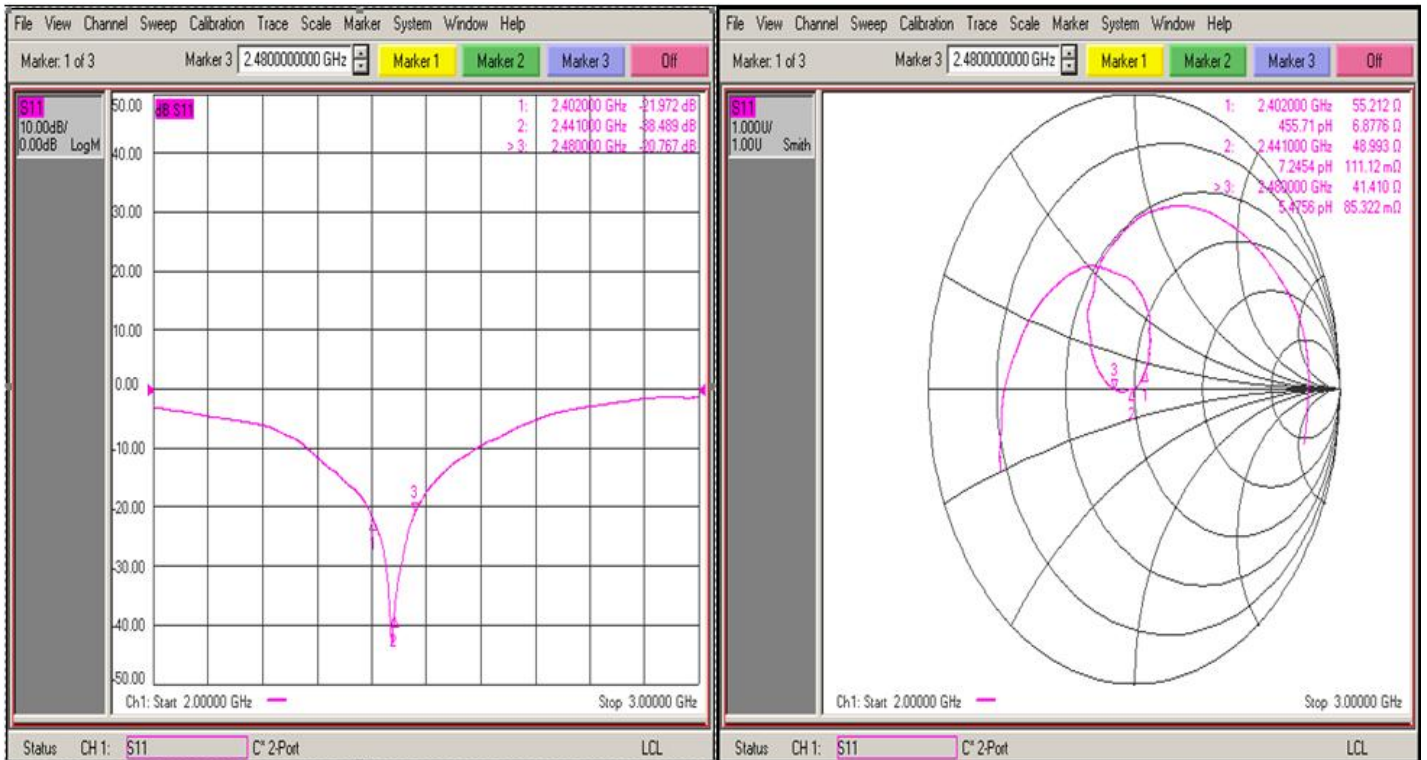 File View Channel Sweep Calibration Trace Scale Marker System Window Help
Marker: 1 of 3 Marker 3 2.4800000000 GHz Marker 1 Marker 2 Marker 3 Off
S11
10.00dB/
0.00dB LogM
50.00 dB S11
40.00
30.00
20.00
10.00
0.00
-10.00
-20.00
-30.00
-40.00
-50.00
1: 2.402000 GHz -21.972 dB
2: 2.441000 GHz -38.489 dB
> 3: 2.480000 GHz -20.767 dB
3
1
2
Ch1: Start 2.00000 GHz Stop 3.00000 GHz
Status CH 1: S11 C* 2-Port LCL
File View Channel Sweep Calibration Trace Scale Marker System Window Help
Marker: 1 of 3 Marker 3 2.4800000000 GHz Marker 1 Marker 2 Marker 3 Off
S11
1.000U/
1.00U Smith
1: 2.402000 GHz 55.212 Ω
455.71 pH 6.8776 Ω
2: 2.441000 GHz 48.993 Ω
7.2454 pH 111.12 mΩ
> 3: 2.480000 GHz 41.410 Ω
5.4756 pH 85.322 mΩ
3
1
2
Ch1: Start 2.00000 GHz Stop 3.00000 GHz
Status CH 1: S11 C* 2-Port LCL